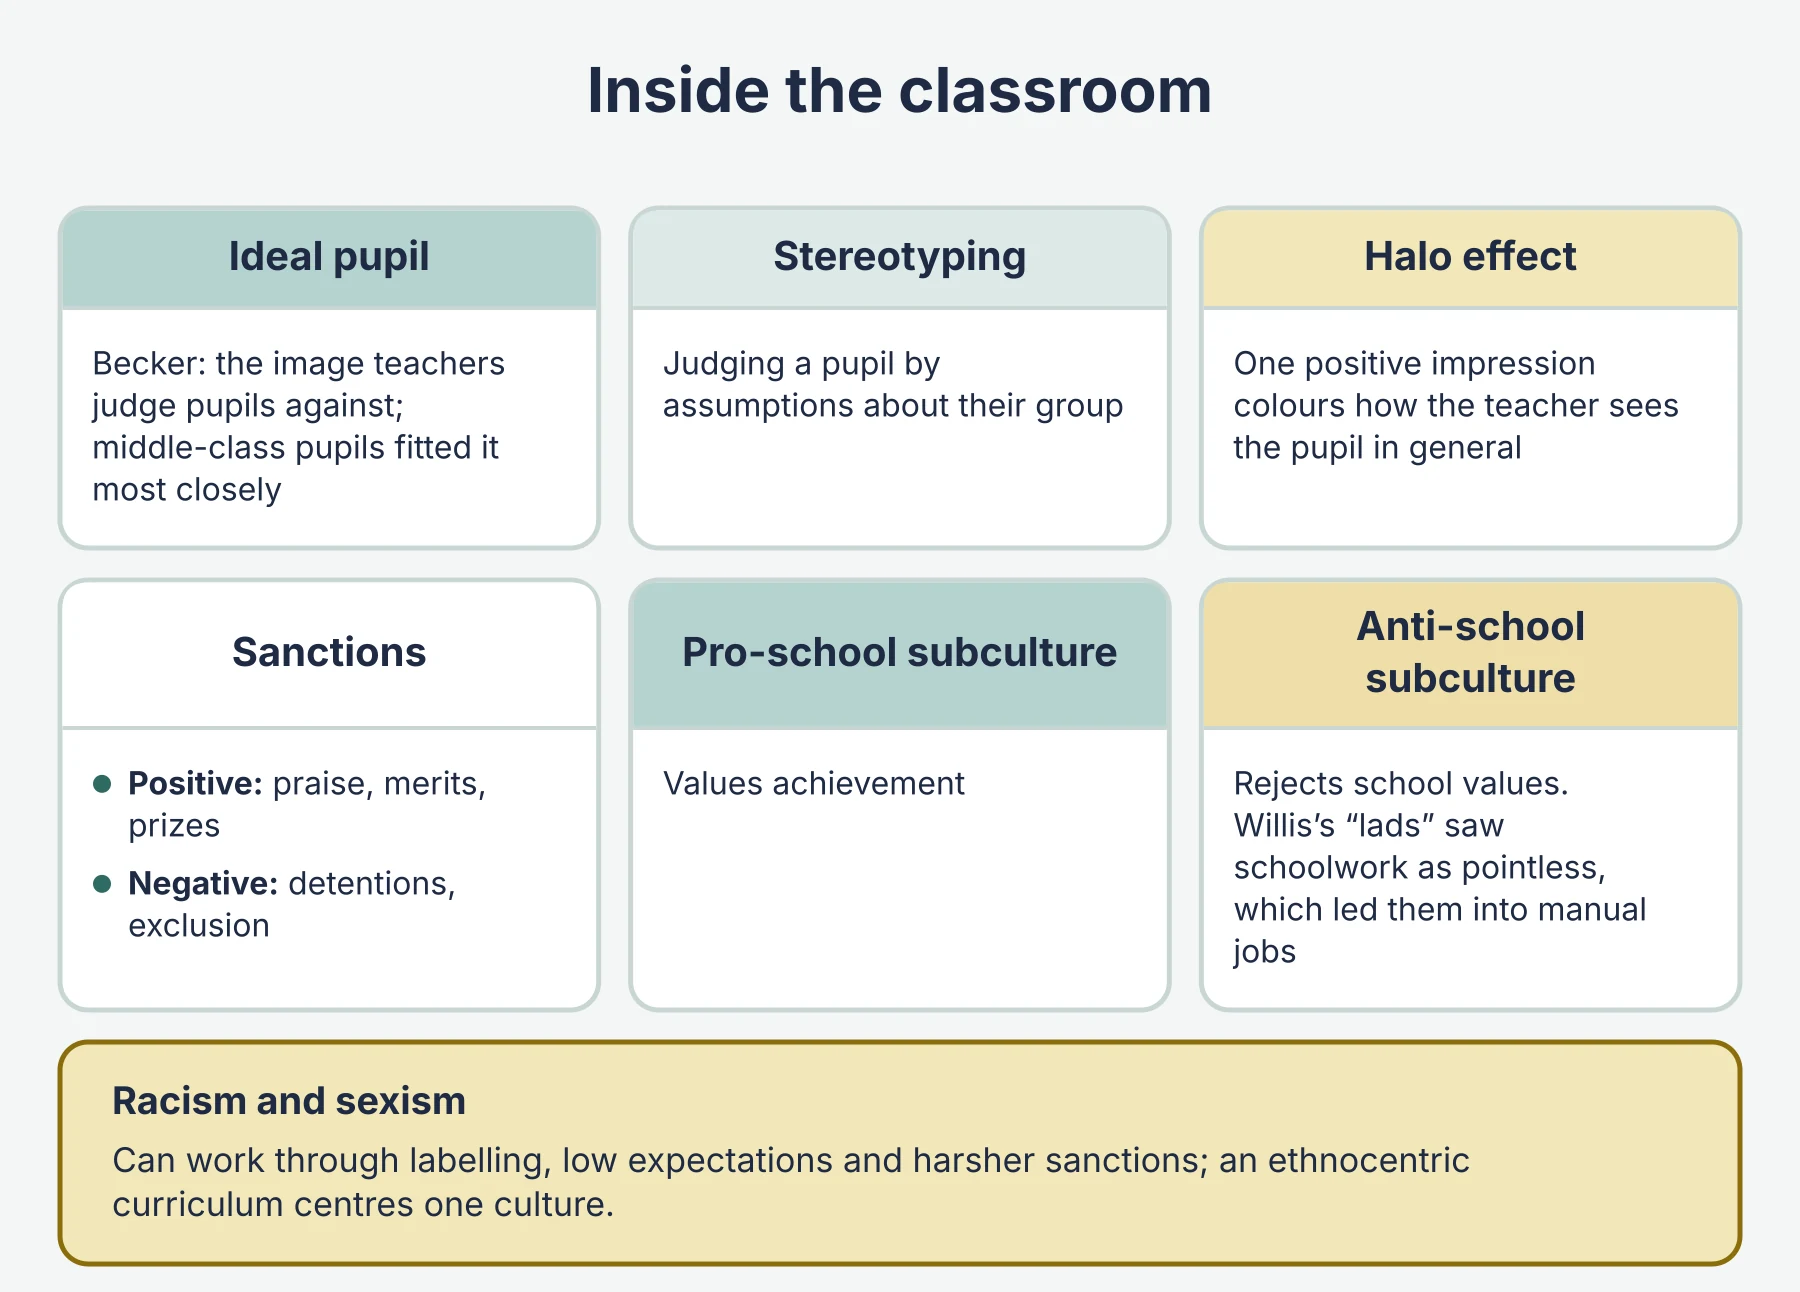 Inside the classroom
Ideal pupil
Becker: the image teachers
judge pupils against;
middle-class pupils fitted it
most closely
Stereotyping
Judging a pupil by
assumptions about their group
Halo effect
One positive impression
colours how the teacher sees
the pupil in general
Sanctions
Positive: praise, merits,
prizes
Negative: detentions,
exclusion
Pro-school subculture
Values achievement
Anti-school
subculture
Rejects school values.
Willis’s “lads” saw
schoolwork as pointless,
which led them into manual
jobs
Racism and sexism
Can work through labelling, low expectations and harsher sanctions; an ethnocentric
curriculum centres one culture.